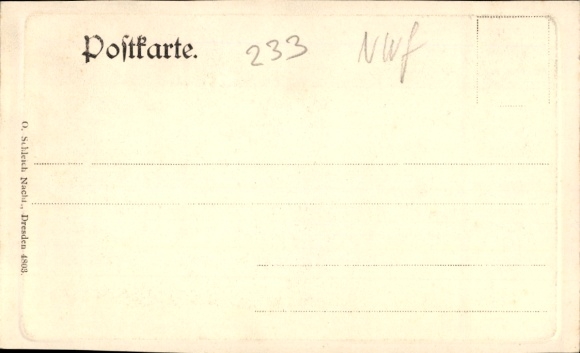 Postkarte.
233
NWf
O. Schleich Nachf., Dresden 4803.